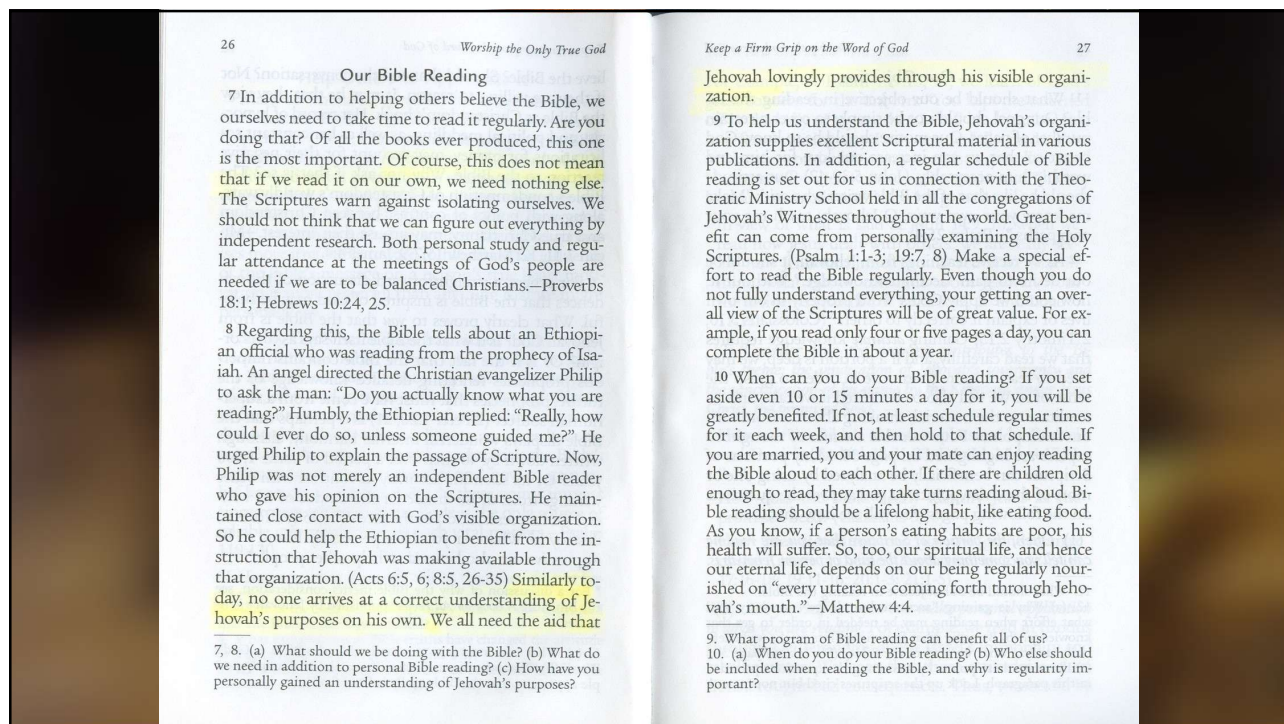 26
Worship the Only True God
Our Bible Reading
7 In addition to helping others believe the Bible, we
ourselves need to take time to read it regularly. Are you
doing that? Of all the books ever produced, this one
is the most important. Of course, this does not mean
that if we read it on our own, we need nothing else.
The Scriptures warn against isolating ourselves. We
should not think that we can figure out everything by
independent research. Both personal study and regu-
lar attendance at the meetings of God's people are
needed if we are to be balanced Christians.—Proverbs
18:1; Hebrews 10:24, 25.
8 Regarding this, the Bible tells about an Ethiopi-
an official who was reading from the prophecy of Isa-
iah. An angel directed the Christian evangelizer Philip
to ask the man: “Do you actually know what you are
reading?” Humbly, the Ethiopian replied: “Really, how
could I ever do so, unless someone guided me?” He
urged Philip to explain the passage of Scripture. Now,
Philip was not merely an independent Bible reader
who gave his opinion on the Scriptures. He main-
tained close contact with God's visible organization.
So he could help the Ethiopian to benefit from the in-
struction that Jehovah was making available through
that organization. (Acts 6:5, 6; 8:5, 26-35) Similarly to-
day, no one arrives at a correct understanding of Je-
hovah's purposes on his own. We all need the aid that
7, 8. (a) What should we be doing with the Bible? (b) What do
we need in addition to personal Bible reading? (c) How have you
personally gained an understanding of Jehovah's purposes?
Keep a Firm Grip on the Word of God
27
Jehovah lovingly provides through his visible organi-
zation.
9 To help us understand the Bible, Jehovah's organi-
zation supplies excellent Scriptural material in various
publications. In addition, a regular schedule of Bible
reading is set out for us in connection with the Theo-
cratic Ministry School held in all the congregations of
Jehovah's Witnesses throughout the world. Great ben-
efit can come from personally examining the Holy
Scriptures. (Psalm 1:1-3; 19:7, 8) Make a special ef-
fort to read the Bible regularly. Even though you do
not fully understand everything, your getting an over-
all view of the Scriptures will be of great value. For ex-
ample, if you read only four or five pages a day, you can
complete the Bible in about a year.
10 When can you do your Bible reading? If you set
aside even 10 or 15 minutes a day for it, you will be
greatly benefited. If not, at least schedule regular times
for it each week, and then hold to that schedule. If
you are married, you and your mate can enjoy reading
the Bible aloud to each other. If there are children old
enough to read, they may take turns reading aloud. Bi-
ble reading should be a lifelong habit, like eating food.
As you know, if a person's eating habits are poor, his
health will suffer. So, too, our spiritual life, and hence
our eternal life, depends on our being regularly nour-
ished on “every utterance coming forth through Jeho-
vah's mouth.”—Matthew 4:4.
9. What program of Bible reading can benefit all of us?
10. (a) When do you do your Bible reading? (b) Who else should
be included when reading the Bible, and why is regularity im-
portant?